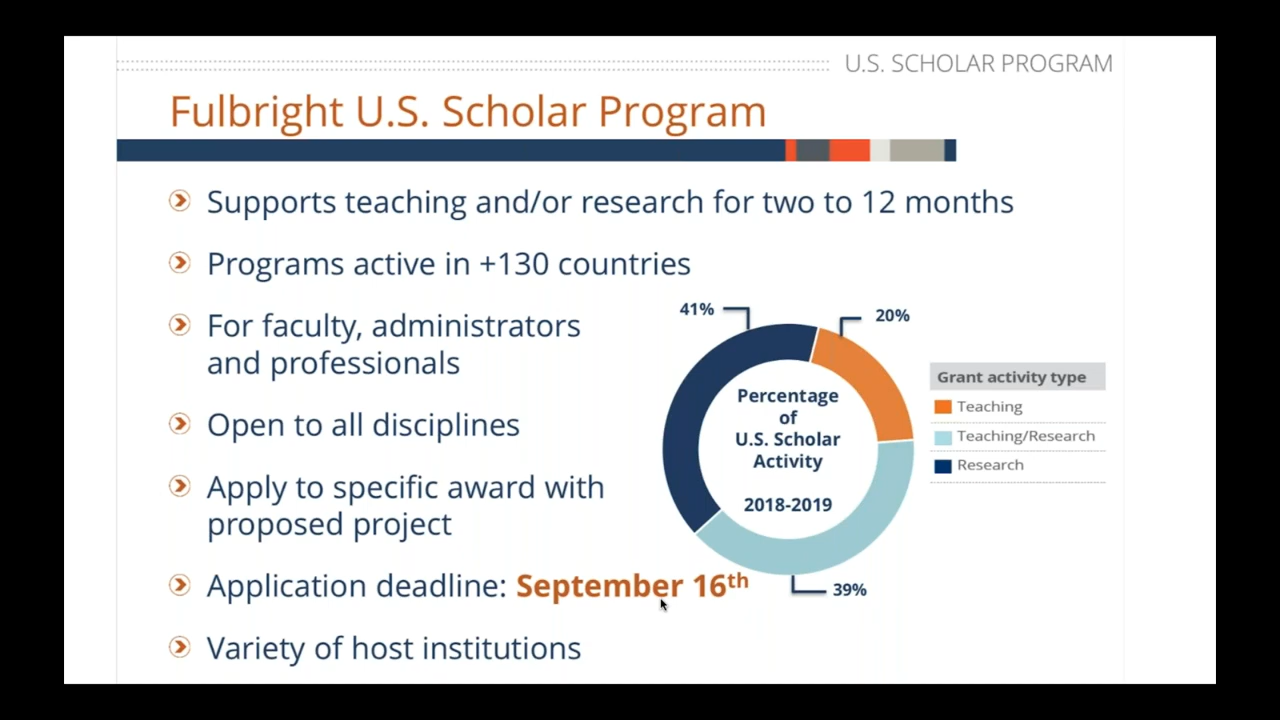 U.S. SCHOLAR PROGRAM
Fulbright U.S. Scholar Program
Supports teaching and/or research for two to 12 months
Programs active in +130 countries
For faculty, administrators
and professionals
Open to all disciplines
Apply to specific award with
proposed project
Application deadline: September 16th
Variety of host institutions
41%
20%
Percentage
of
U.S. Scholar
Activity
2018-2019
39%
Grant activity type
Teaching
Teaching/Research
Research